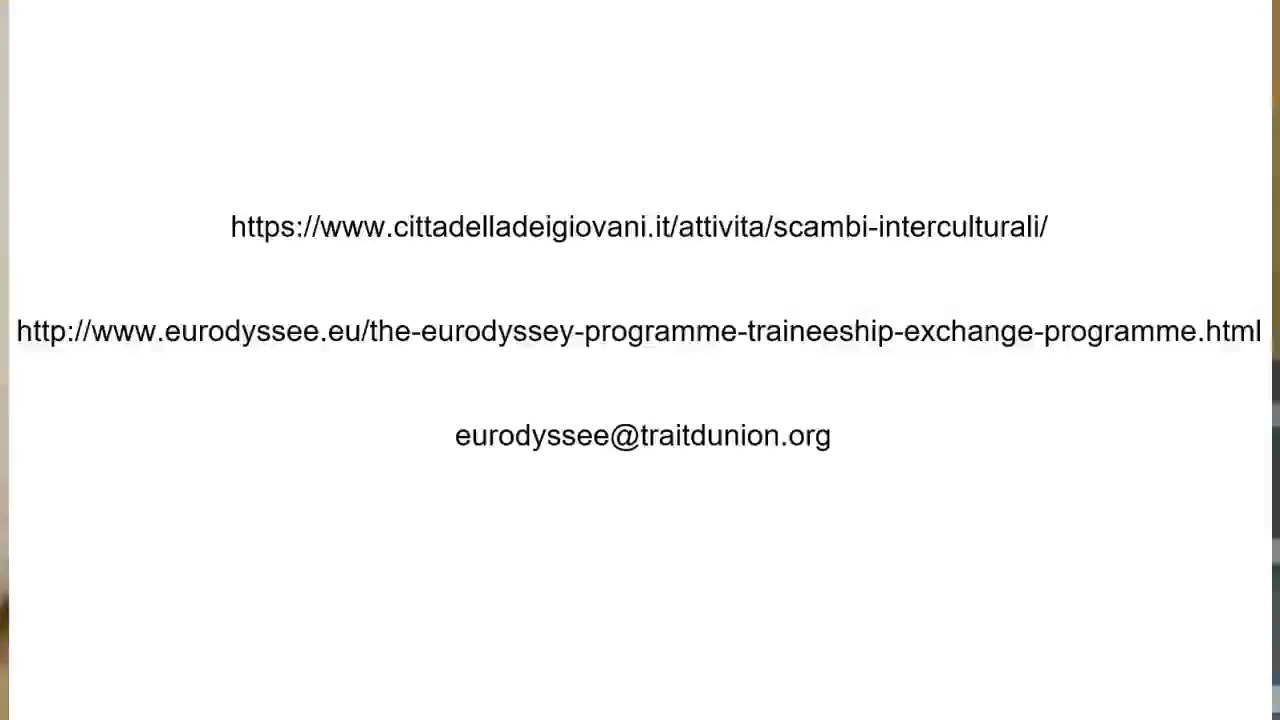 https://www.cittadelladeigiovani.it/attivita/scambi-interculturali/
http://www.eurodyssee.eu/the-eurodyssey-programme-traineeship-exchange-programme.html
eurodyssee@traitdunion.org